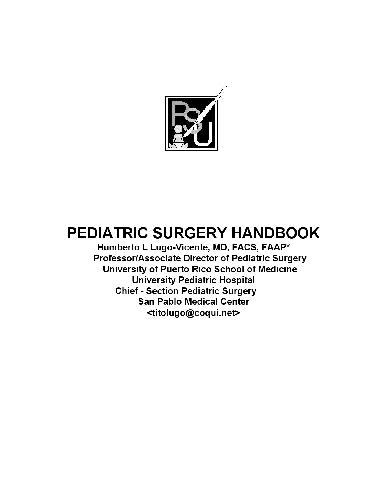 PSU
PEDIATRIC SURGERY HANDBOOK
Humberto L Lugo-Vicente, MD, FACS, FAAP*
Professor/Associate Director of Pediatric Surgery
University of Puerto Rico School of Medicine
University Pediatric Hospital
Chief - Section Pediatric Surgery
San Pablo Medical Center
<titolugo@coqui.net>